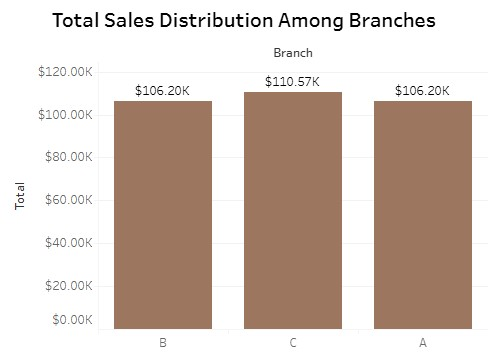 Total Sales Distribution Among Branches
Branch
$120.00K
$100.00K
$80.00K
$60.00K
$40.00K
$20.00K
$0.00K
Total
$106.20K
$110.57K
$106.20K
B
C
A